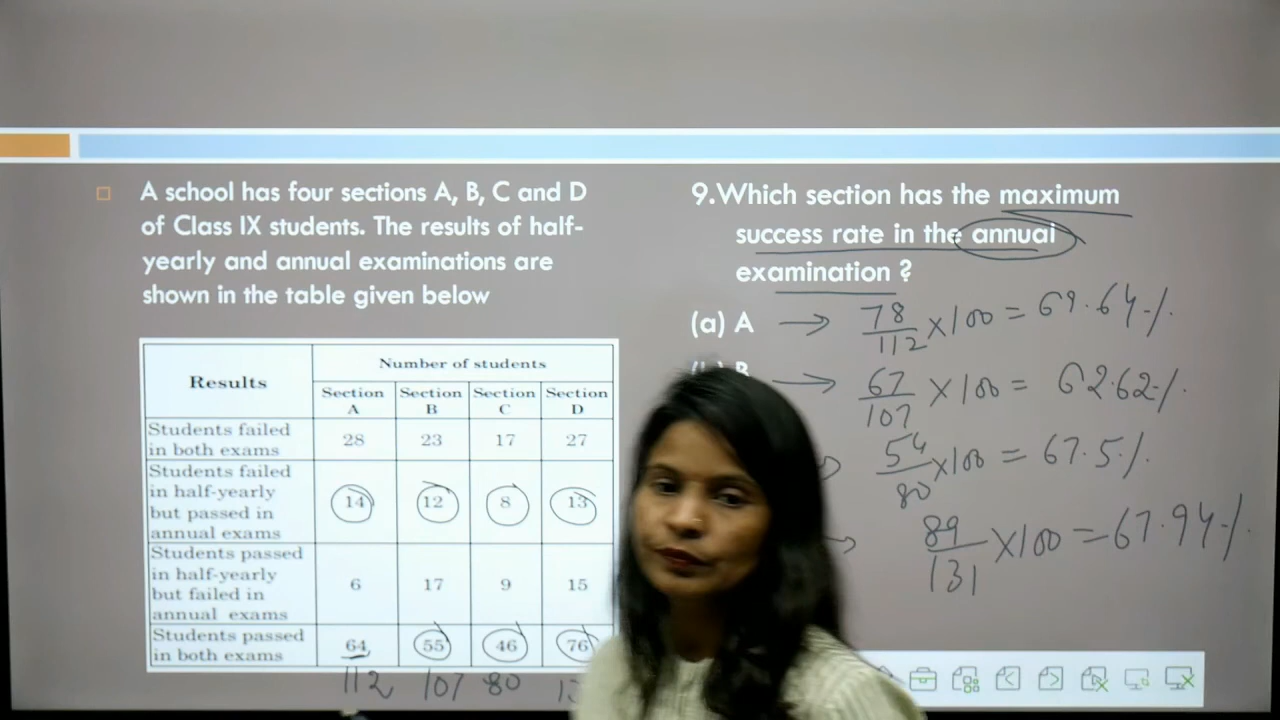 A school has four sections A, B, C and D
of Class IX students. The results of half-
yearly and annual examinations are
shown in the table given below
Results
Number of students
Section A
Section B
Section C
Section D
Students failed in both exams 28 23 17 27
Students failed in half-yearly but passed in annual exams 14 12 8 13
Students passed in half-yearly but failed in annual exams 6 17 9 15
Students passed in both exams 64 55 46 76
112 107 80
9.Which section has the maximum
success rate in the annual
examination ?
(a) A → 78/112 ×100 = 69.64%
B → 67/107 ×100 = 62.62%
54/80 ×100 = 67.5%
89/131 ×100 = 67.94%